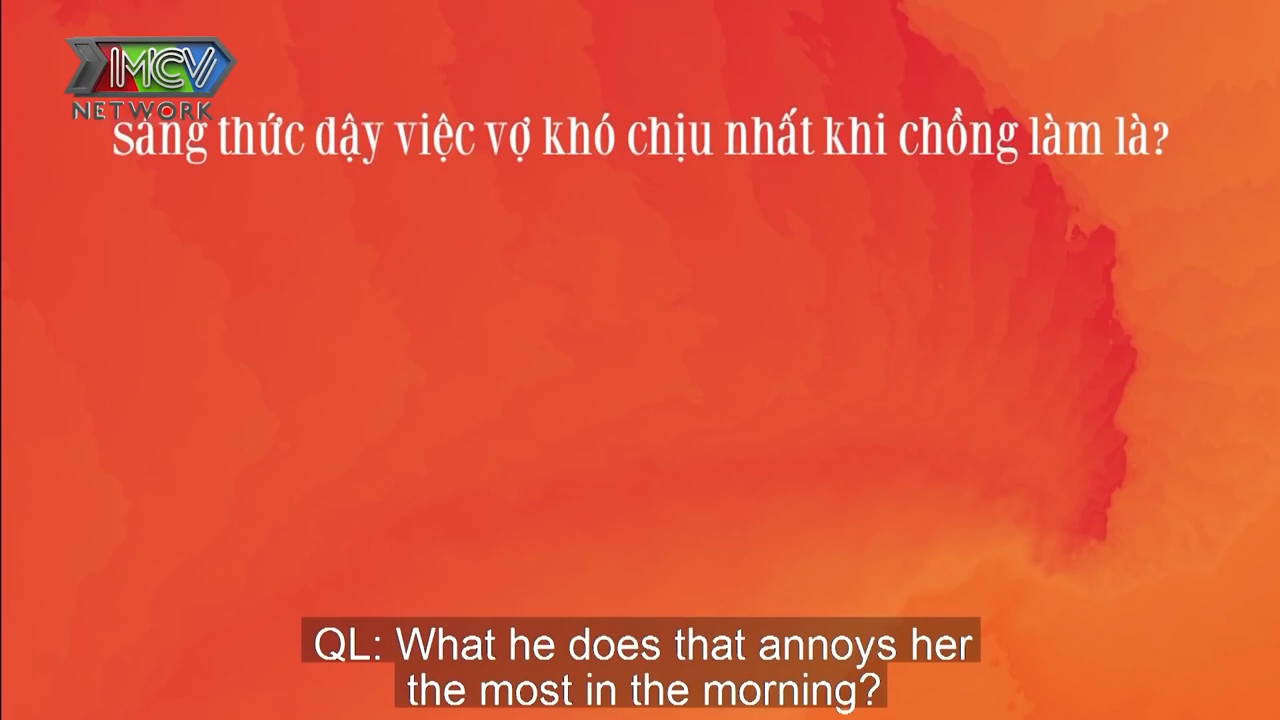 MCV
NETWORK
Sáng thức dậy việc vợ khó chịu nhất khi chồng làm là?
QL: What he does that annoys her
the most in the morning?